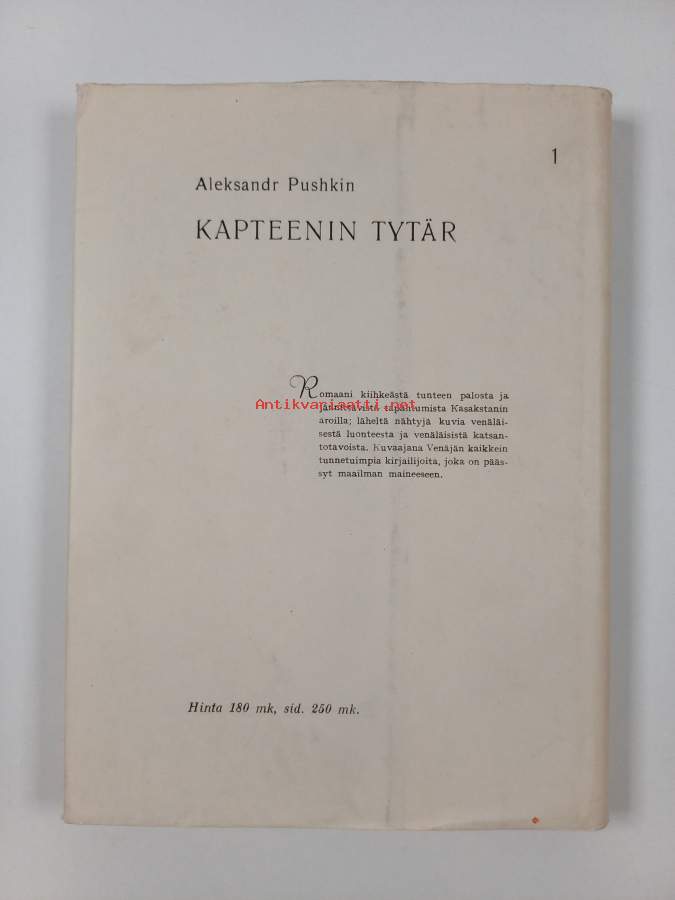 1
Aleksandr Pushkin
KAPTEENIN TYTÄR
Romaani kiihkeästä tunteen palosta ja
Antikvariaatti.net
jännittävistä tapahtumista Kasakstanin
aroilla; läheltä nähtyjä kuvia venäläi-
sestä luonteesta ja venäläisistä katsan-
totavoista. Kuvaajana Venäjän kaikkein
tunnetuimpia kirjailijoita, joka on pääs-
syt maailman maineeseen.
Hinta 180 mk, sid. 250 mk.